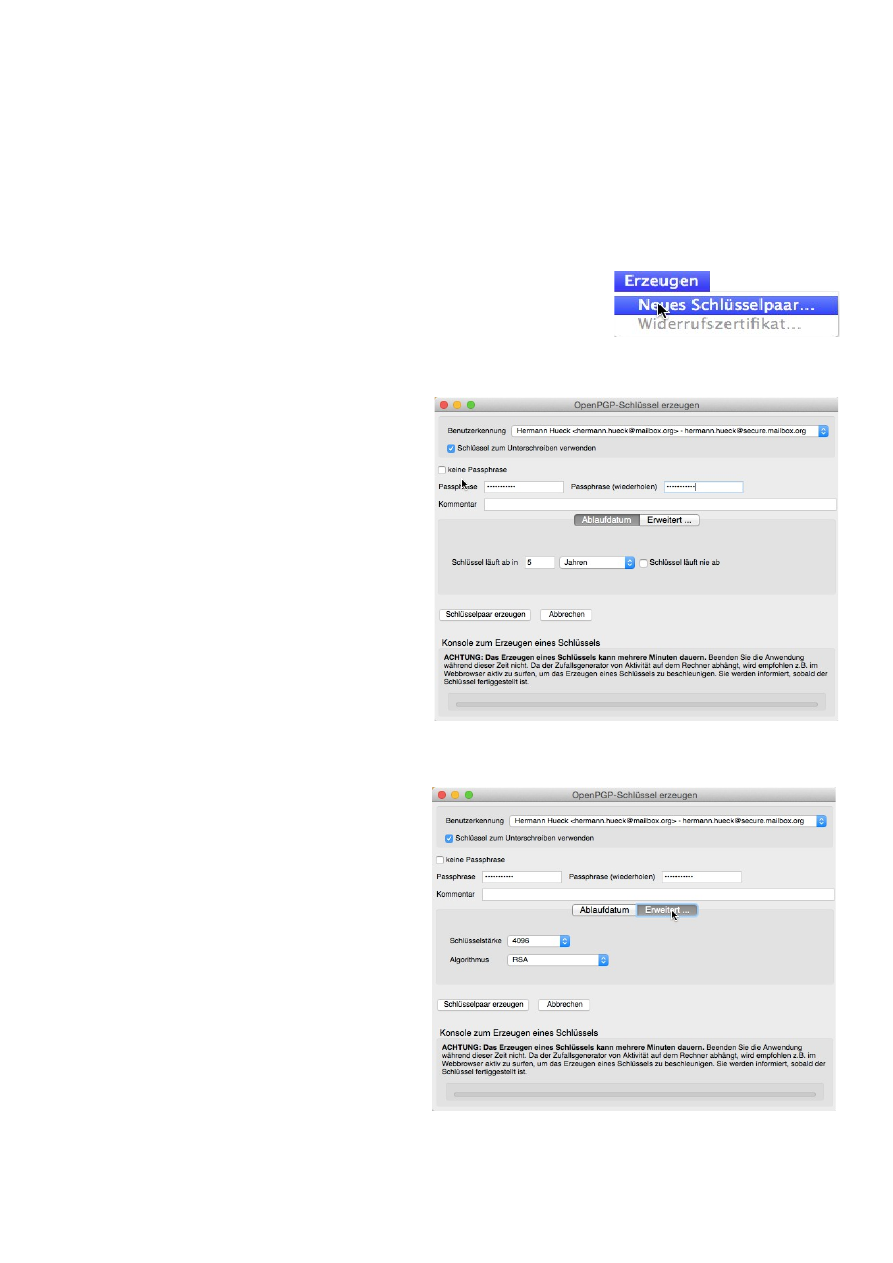 Erzeugen
Neues Schlüsselpaar...
Widerrufszertifikat...
OpenPGP-Schlüssel erzeugen
Benutzerkennung Hermann Hueck <hermann.hueck@mailbox.org> - hermann.hueck@secure.mailbox.org
Schlüssel zum Unterschreiben verwenden
keine Passphrase
Passphrase ••••••••••• Passphrase (wiederholen) •••••••••••
Kommentar
Ablaufdatum Erweitert ...
Schlüssel läuft ab in 5 Jahren Schlüssel läuft nie ab
Schlüsselpaar erzeugen Abbrechen
Konsole zum Erzeugen eines Schlüssels
ACHTUNG: Das Erzeugen eines Schlüssels kann mehrere Minuten dauern. Beenden Sie die Anwendung
während dieser Zeit nicht. Da der Zufallsgenerator von Aktivität auf dem Rechner abhängt, wird empfohlen z.B. im
Webbrowser aktiv zu surfen, um das Erzeugen eines Schlüssels zu beschleunigen. Sie werden informiert, sobald der
Schlüssel fertiggestellt ist.
OpenPGP-Schlüssel erzeugen
Benutzerkennung Hermann Hueck <hermann.hueck@mailbox.org> - hermann.hueck@secure.mailbox.org
Schlüssel zum Unterschreiben verwenden
keine Passphrase
Passphrase ••••••••••• Passphrase (wiederholen) •••••••••••
Kommentar
Ablaufdatum Erweitert ...
Schlüsselstärke 4096
Algorithmus RSA
Schlüsselpaar erzeugen Abbrechen
Konsole zum Erzeugen eines Schlüssels
ACHTUNG: Das Erzeugen eines Schlüssels kann mehrere Minuten dauern. Beenden Sie die Anwendung
während dieser Zeit nicht. Da der Zufallsgenerator von Aktivität auf dem Rechner abhängt, wird empfohlen z.B. im
Webbrowser aktiv zu surfen, um das Erzeugen eines Schlüssels zu beschleunigen. Sie werden informiert, sobald der
Schlüssel fertiggestellt ist.